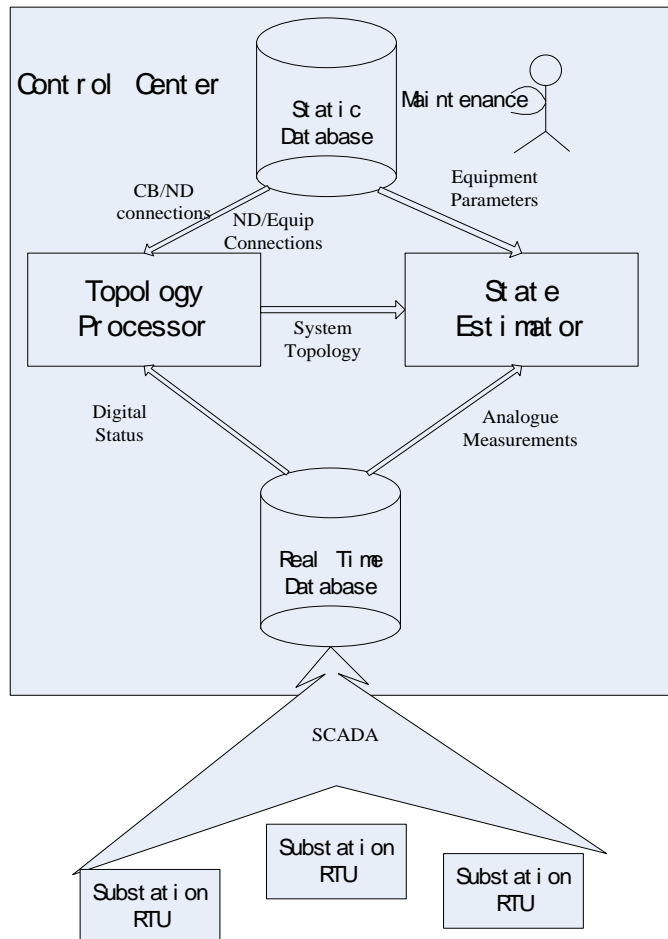 Control Center
Static
Database
Maintenance
CB/ND
connections
ND/Equip
Connections
Equipment
Parameters
Topology
Processor
State
Estimator
System
Topology
Digital
Status
Analogue
Measurements
Real Time
Database
SCADA
Substation
RTU
Substation
RTU
Substation
RTU